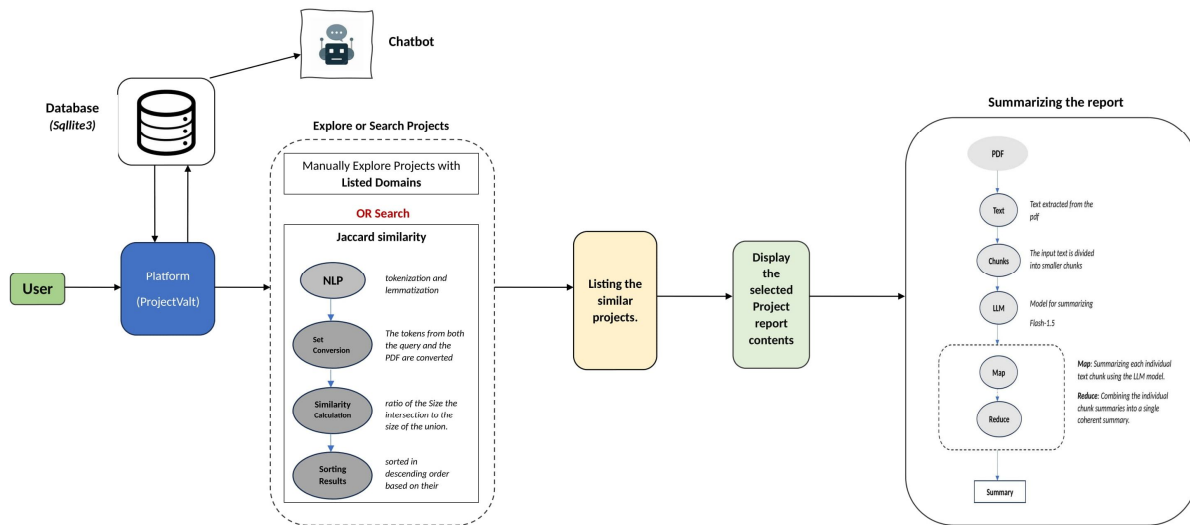 Chatbot
Database
(Sqllite3)
User
Platform
(ProjectValt)
Explore or Search Projects
Manually Explore Projects with
Listed Domains
OR Search
Jaccard similarity
NLP
tokenization and
lemmatization
Set
Conversion
The tokens from both
the query and the
PDF are converted
Similarity
Calculation
ratio of the Size the
intersection to the
size of the union.
Sorting
Results
sorted in
descending order
based on their
Listing the
similar
projects.
Display
the
selected
Project
report
contents
Summarizing the report
PDF
Text
Text extracted from the
pdf
Chunks
The input text is divided
into smaller chunks
LLM
Model for summarizing
Flash-1.5
Map
Map: Summarizing each individual
text chunk using the LLM model.
Reduce
Reduce: Combining the individual
chunk summaries into a single
coherent summary.
Summary